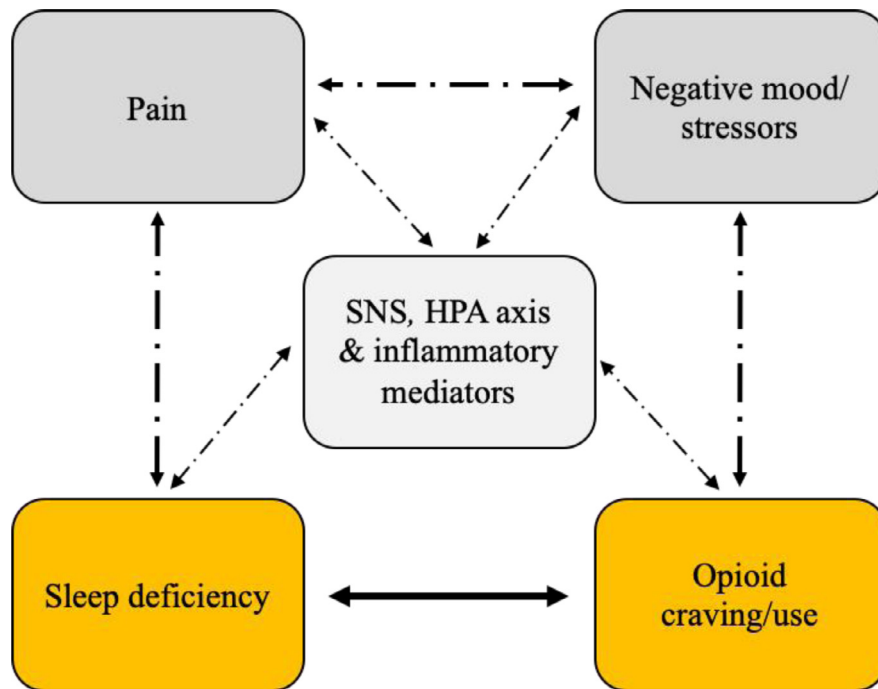 Pain
Negative mood/
stressors
SNS, HPA axis
& inflammatory
mediators
Sleep deficiency
Opioid
craving/use